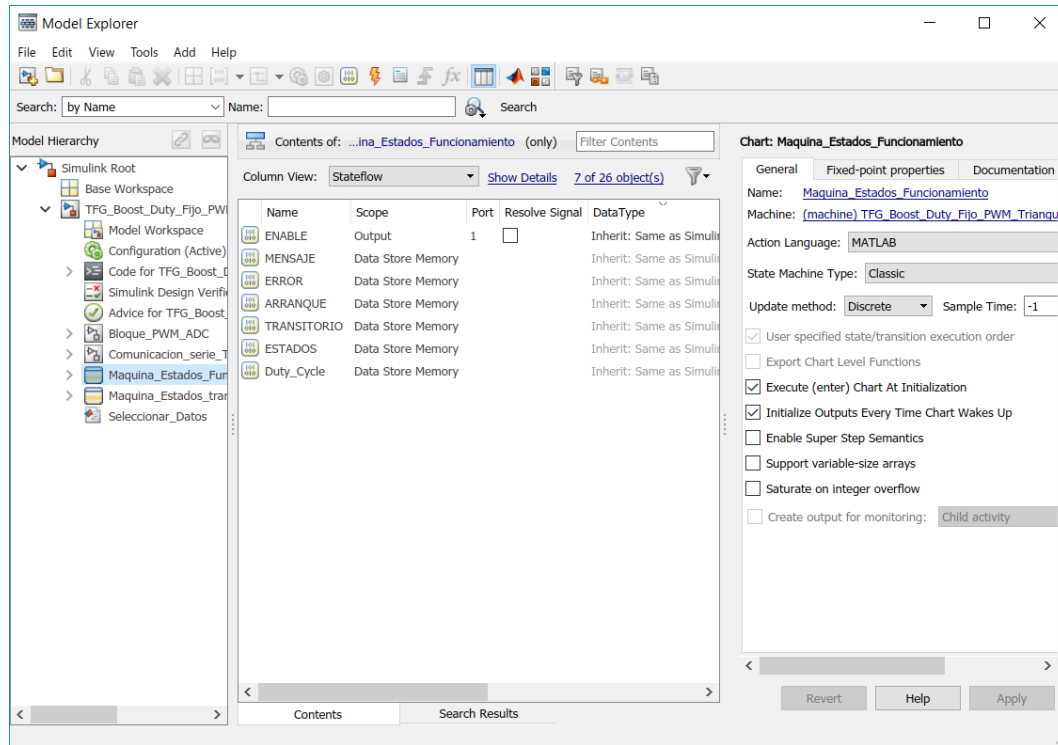 Model Explorer
File Edit View Tools Add Help
Search: by Name Name: Search
Model Hierarchy
Simulink Root
Base Workspace
TFG_Boost_Duty_Fijo_PWI
Model Workspace
Configuration (Active)
Code for TFG_Boost_D
Simulink Design Verifi
Advice for TFG_Boost_
Bloque_PWM_ADC
Comunicacion_serie_T
Maquina_Estados_Fun
Maquina_Estados_tran
Seleccionar_Datos
Contents of: ...ina_Estados_Funcionamiento (only) Filter Contents
Column View: Stateflow Show Details 7 of 26 object(s)
Name Scope Port Resolve Signal DataType
ENABLE Output 1 Inherit: Same as Simulin
MENSAJE Data Store Memory Inherit: Same as Simulin
ERROR Data Store Memory Inherit: Same as Simulin
ARRANQUE Data Store Memory Inherit: Same as Simulin
TRANSITORIO Data Store Memory Inherit: Same as Simulin
ESTADOS Data Store Memory Inherit: Same as Simulin
Duty_Cycle Data Store Memory Inherit: Same as Simulin
Contents Search Results
Chart: Maquina_Estados_Funcionamiento
General Fixed-point properties Documentation
Name: Maquina_Estados_Funcionamiento
Machine: (machine) TFG_Boost_Duty_Fijo_PWM_Triangu
Action Language: MATLAB
State Machine Type: Classic
Update method: Discrete Sample Time: -1
User specified state/transition execution order
Export Chart Level Functions
Execute (enter) Chart At Initialization
Initialize Outputs Every Time Chart Wakes Up
Enable Super Step Semantics
Support variable-size arrays
Saturate on integer overflow
Create output for monitoring: Child activity
Revert Help Apply